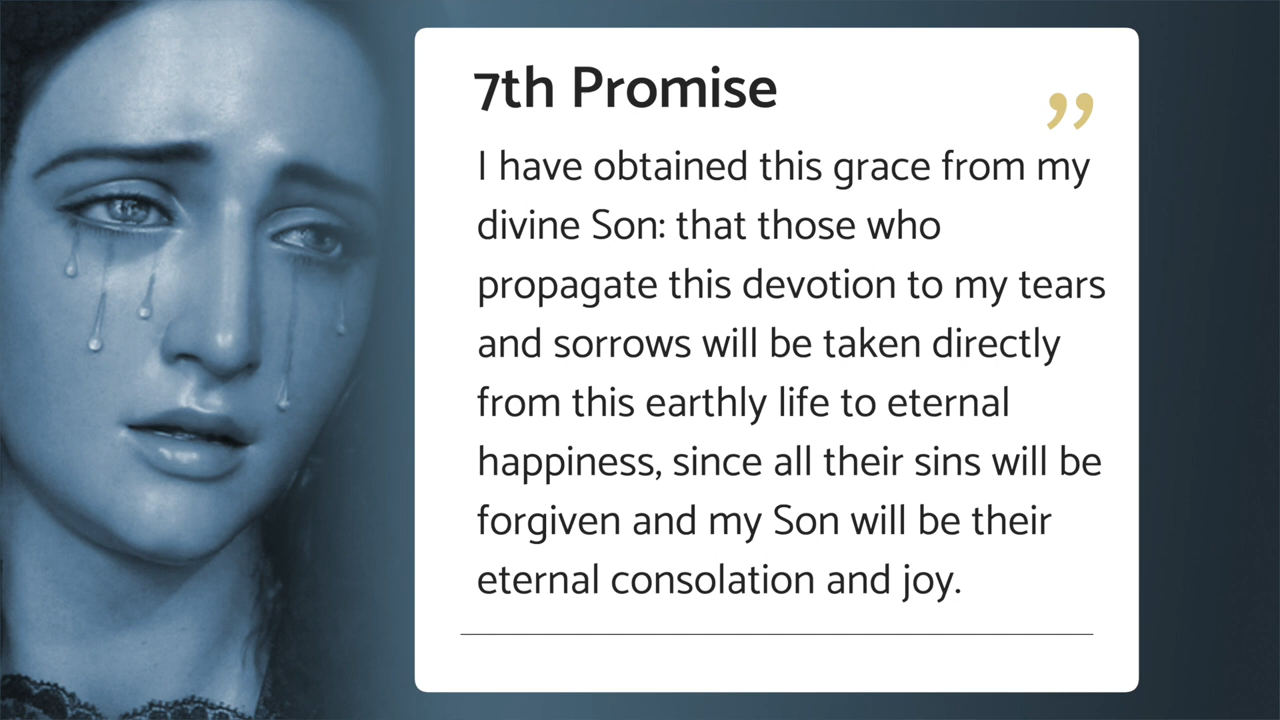 7th Promise
”
I have obtained this grace from my
divine Son: that those who
propagate this devotion to my tears
and sorrows will be taken directly
from this earthly life to eternal
happiness, since all their sins will be
forgiven and my Son will be their
eternal consolation and joy.